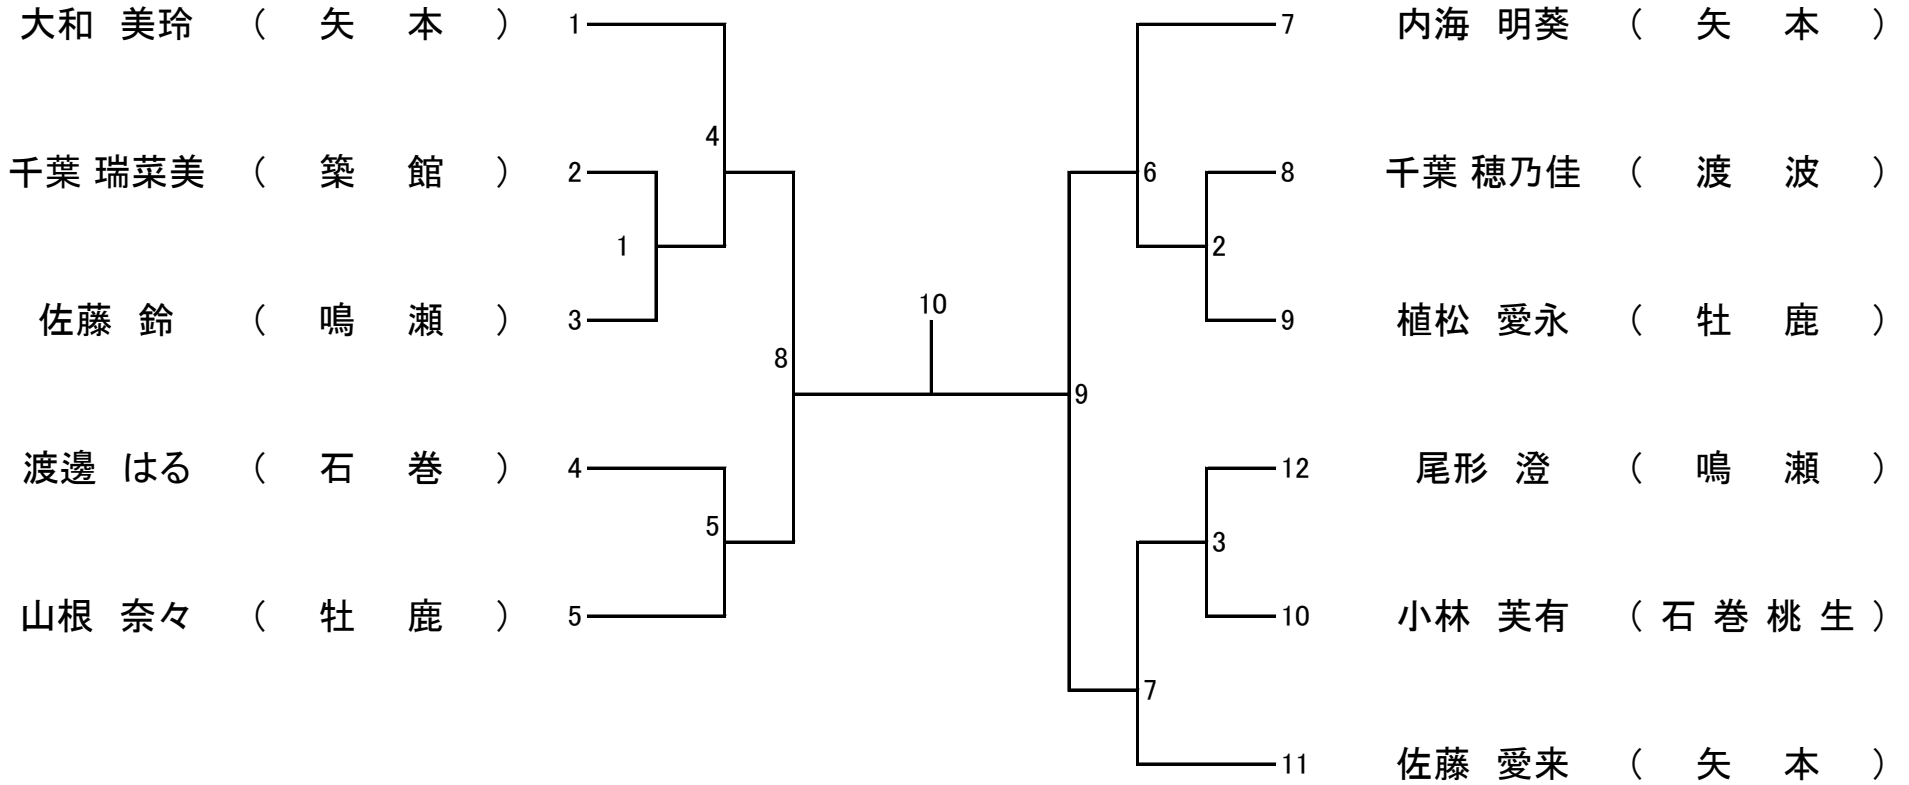 大和 美玲 （ 矢 本 ） 1
4
千葉 瑞菜美 （ 築 館 ） 2
1
佐藤 鈴 （ 鳴 瀬 ） 3
8
渡邊 はる （ 石 巻 ） 4
5
山根 奈々 （ 牡 鹿 ） 5
10
7 内海 明葵 （ 矢 本 ）
6
8 千葉 穂乃佳 （ 渡 波 ）
2
9 植松 愛永 （ 牡 鹿 ）
9
12 尾形 澄 （ 鳴 瀬 ）
3
10 小林 芙有 （ 石 巻 桃 生 ）
7
11 佐藤 愛来 （ 矢 本 ）